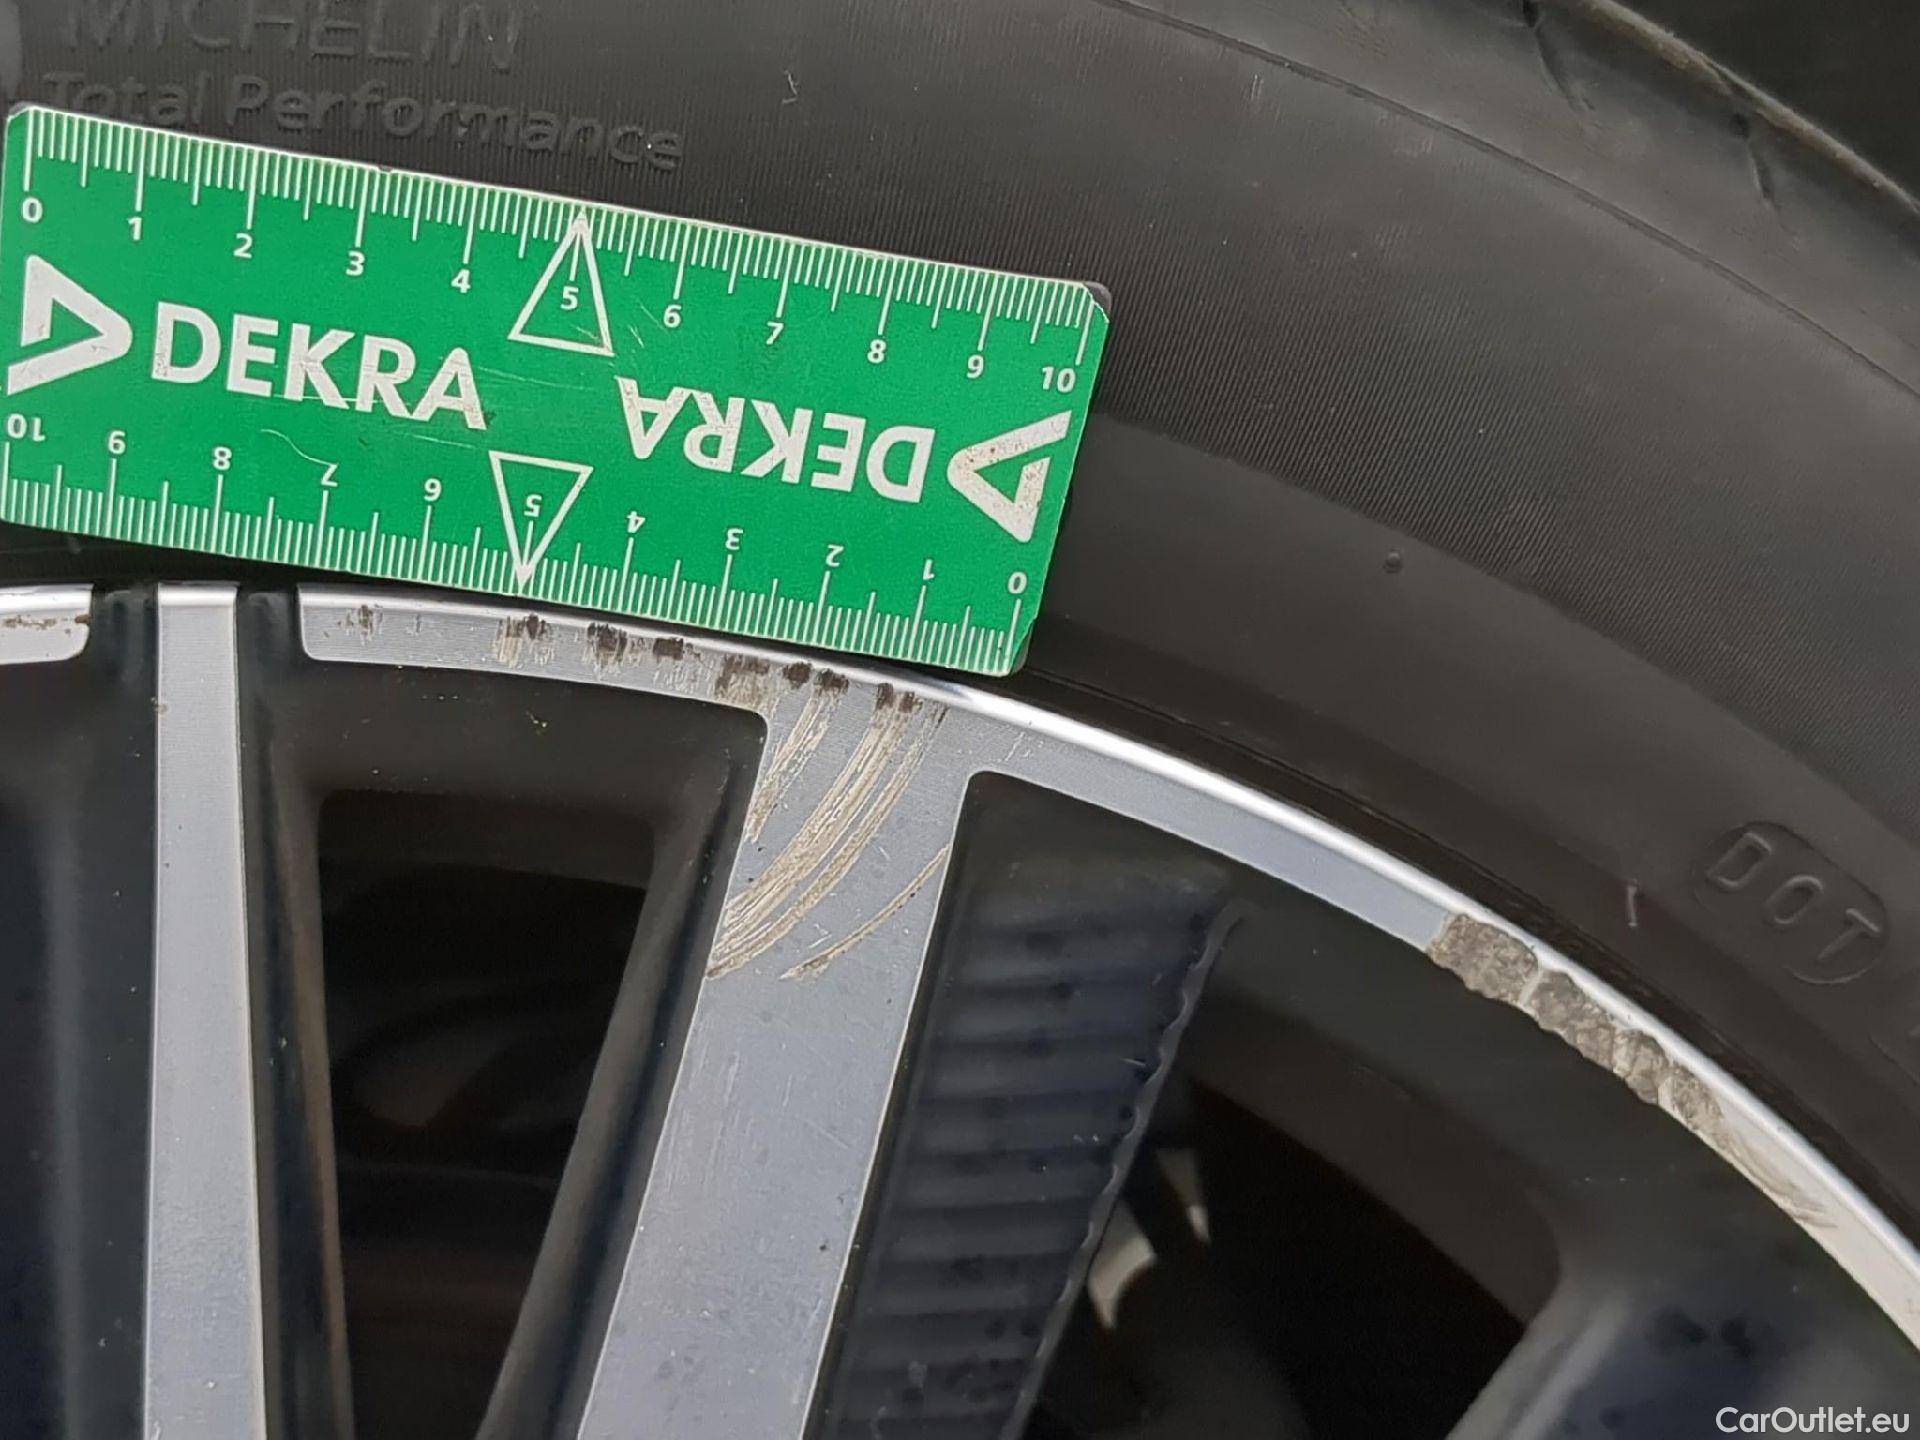 MICHELIN
Total Performance
0 1 2 3 4 5 6 7 8 9 10
DEKRA
DEKRA
10 9 8 7 6 5 4 3 2 1 0
DOT
CarOutlet.eu